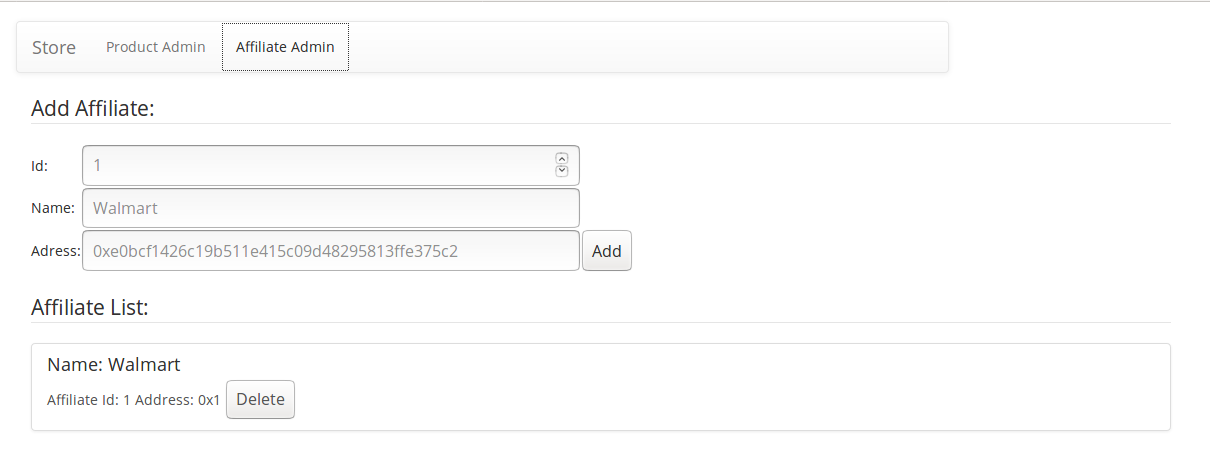 Store Product Admin Affiliate Admin
Add Affiliate:
Id: 1
Name: Walmart
Adress: 0xe0bcf1426c19b511e415c09d48295813ffe375c2 Add
Affiliate List:
Name: Walmart
Affiliate Id: 1 Address: 0x1 Delete